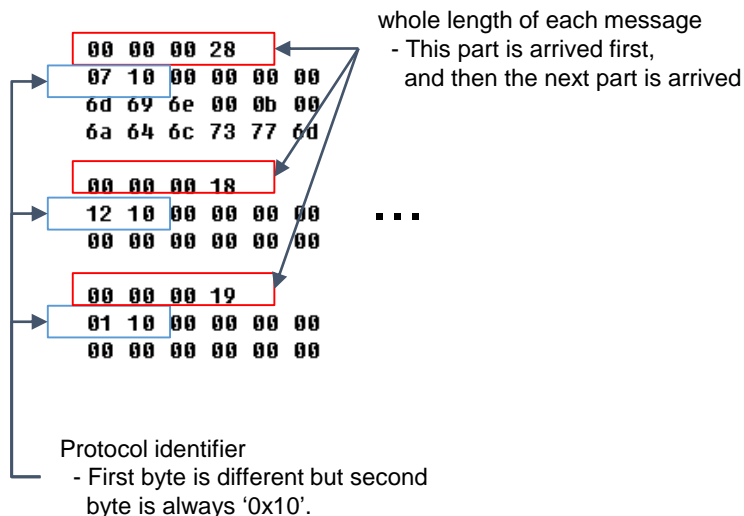 whole length of each message
- This part is arrived first,
and then the next part is arrived
00 00 00 28
07 10 00 00 00 00
6d 69 6e 00 0b 00
6a 64 6c 73 77 6d
00 00 00 18
12 10 00 00 00 00
00 00 00 00 00 00
...
00 00 00 19
01 10 00 00 00 00
00 00 00 00 00 00
Protocol identifier
- First byte is different but second
byte is always ‘0x10’.